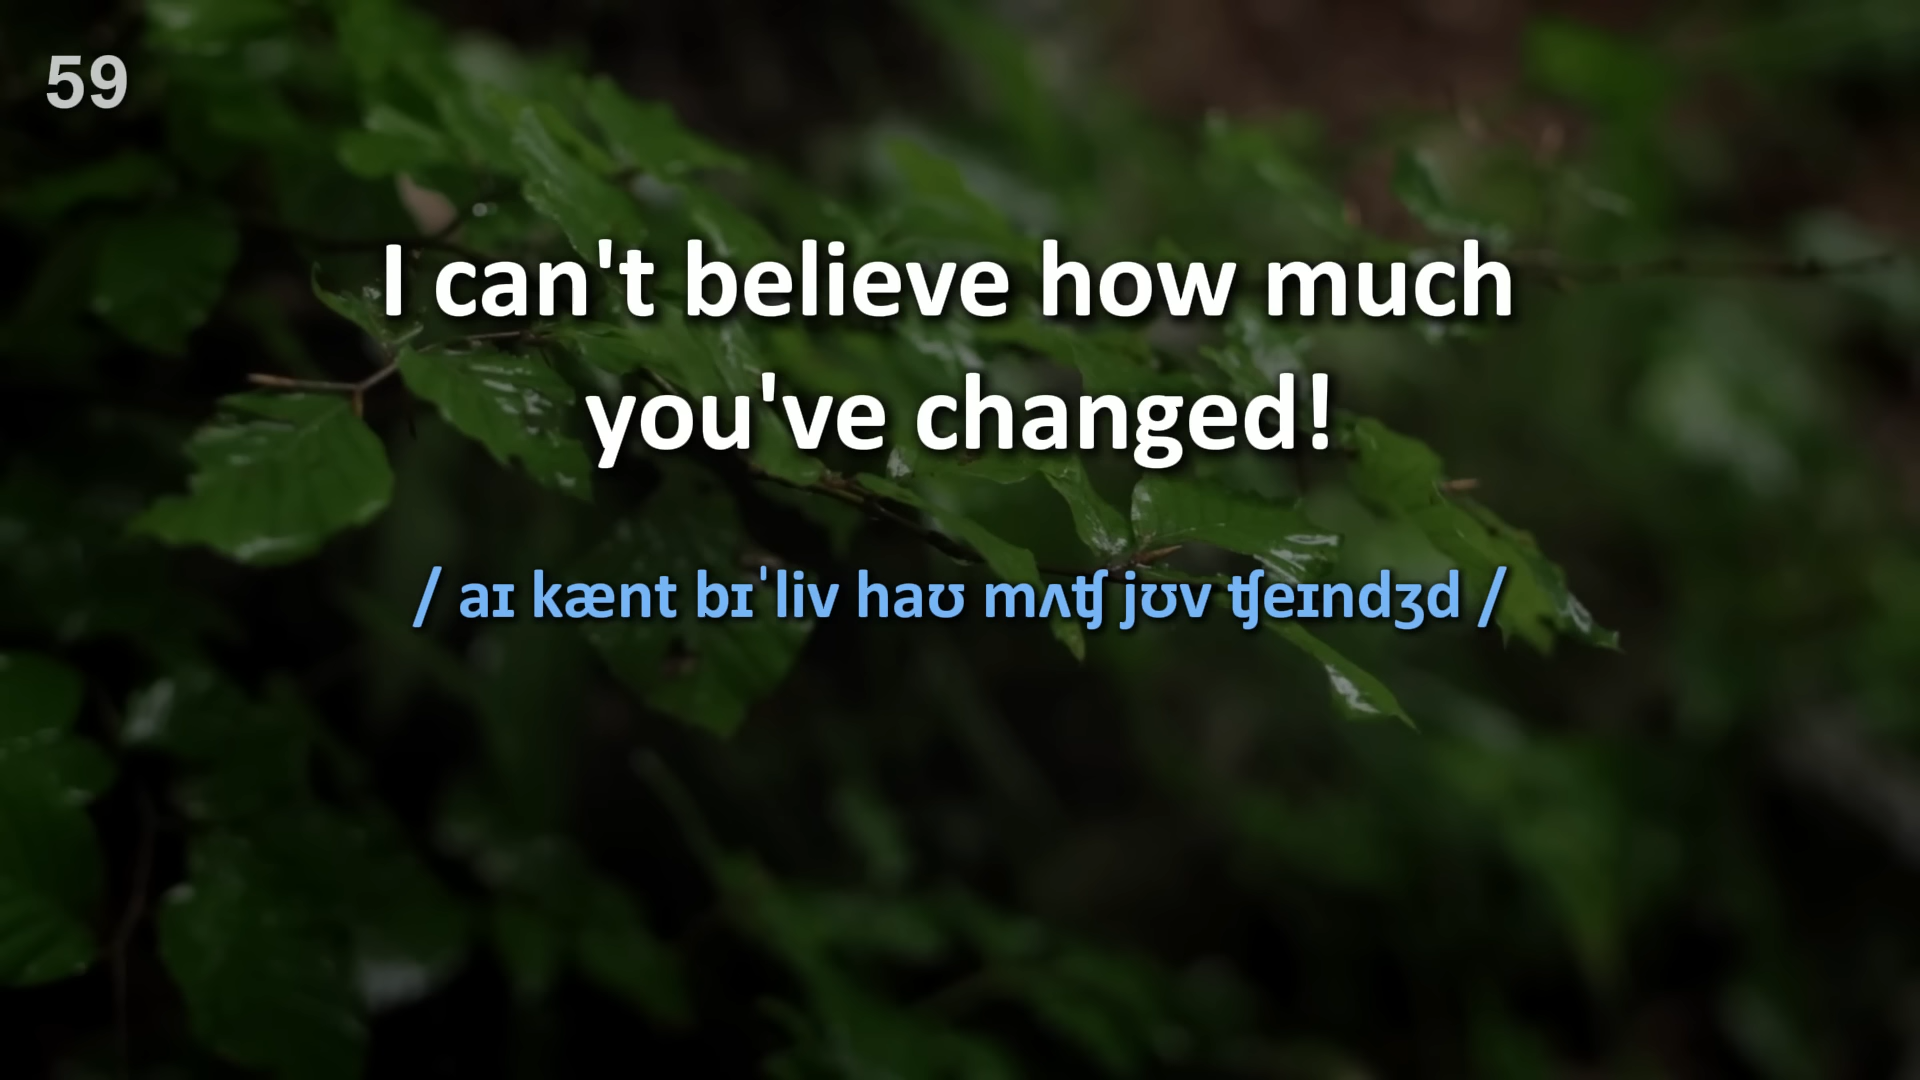 59
I can't believe how much
you've changed!
/ aɪ kænt bɪˈliv haʊ mʌʧ jʊv ʧeɪndʒd /